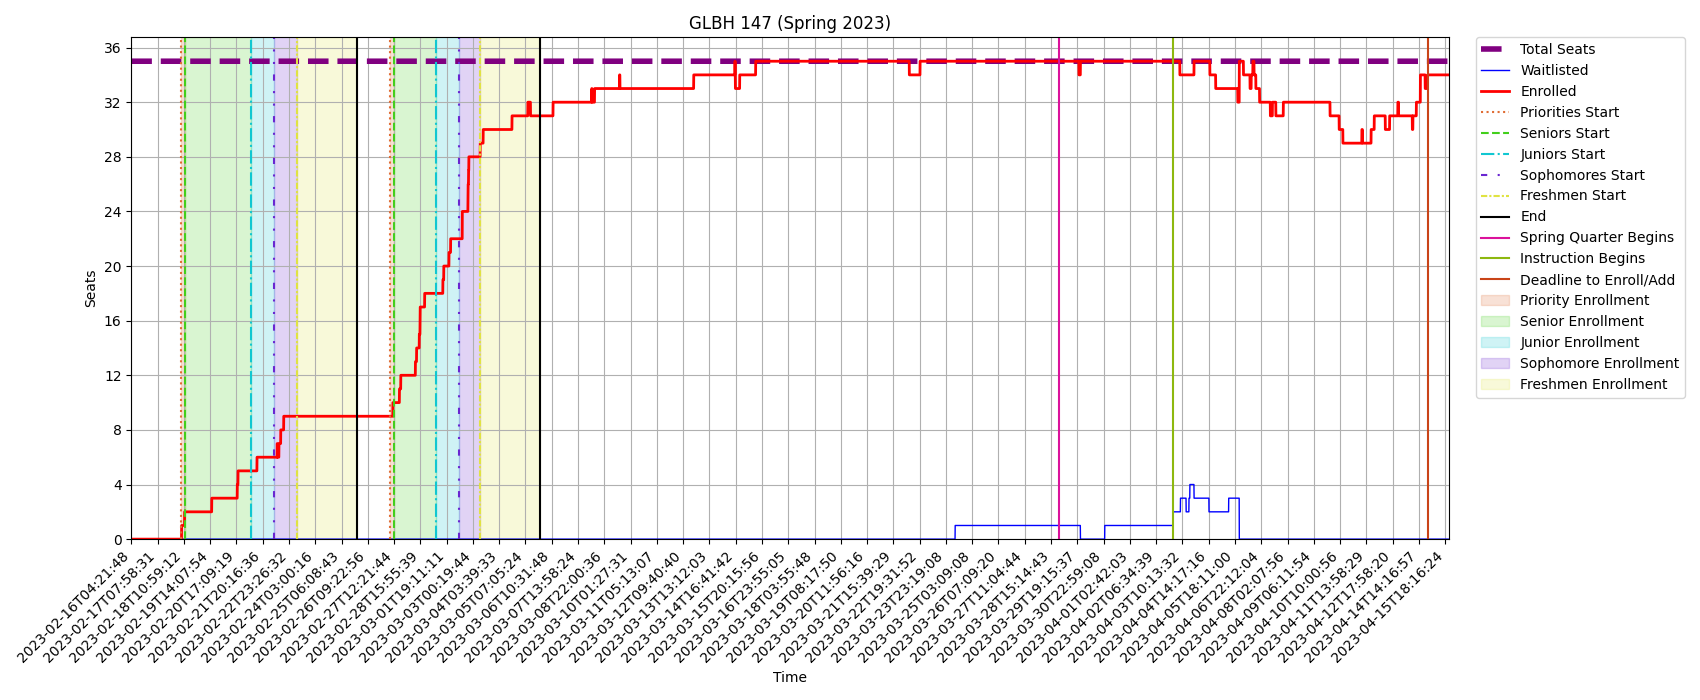 GLBH 147 (Spring 2023)
36
32
28
24
20
16
12
8
4
0
Seats
2023-02-16T04:21:48
2023-02-17T07:58:31
2023-02-18T10:59:12
2023-02-19T14:07:54
2023-02-20T17:09:19
2023-02-21T20:16:36
2023-02-22T23:26:32
2023-02-24T03:00:16
2023-02-25T06:08:43
2023-02-26T09:22:56
2023-02-27T12:21:44
2023-02-28T15:55:39
2023-03-01T19:11:11
2023-03-03T00:19:44
2023-03-04T03:39:33
2023-03-05T07:05:24
2023-03-06T10:31:48
2023-03-07T13:58:24
2023-03-08T22:00:36
2023-03-10T01:27:31
2023-03-11T05:13:07
2023-03-12T09:40:40
2023-03-13T13:12:03
2023-03-14T16:41:42
2023-03-15T20:15:56
2023-03-16T23:55:05
2023-03-18T03:55:48
2023-03-19T08:17:50
2023-03-20T11:56:16
2023-03-21T15:39:29
2023-03-22T19:31:52
2023-03-23T23:19:08
2023-03-25T03:09:08
2023-03-26T07:09:20
2023-03-27T11:04:44
2023-03-28T15:14:43
2023-03-29T19:15:37
2023-03-30T22:59:08
2023-04-01T02:42:03
2023-04-02T06:34:39
2023-04-03T10:13:32
2023-04-04T14:17:16
2023-04-05T18:11:00
2023-04-06T22:12:04
2023-04-08T02:07:56
2023-04-09T06:11:54
2023-04-10T10:00:56
2023-04-11T13:58:29
2023-04-12T17:58:20
2023-04-14T14:16:57
2023-04-15T18:16:24
Time
Total Seats
Waitlisted
Enrolled
Priorities Start
Seniors Start
Juniors Start
Sophomores Start
Freshmen Start
End
Spring Quarter Begins
Instruction Begins
Deadline to Enroll/Add
Priority Enrollment
Senior Enrollment
Junior Enrollment
Sophomore Enrollment
Freshmen Enrollment